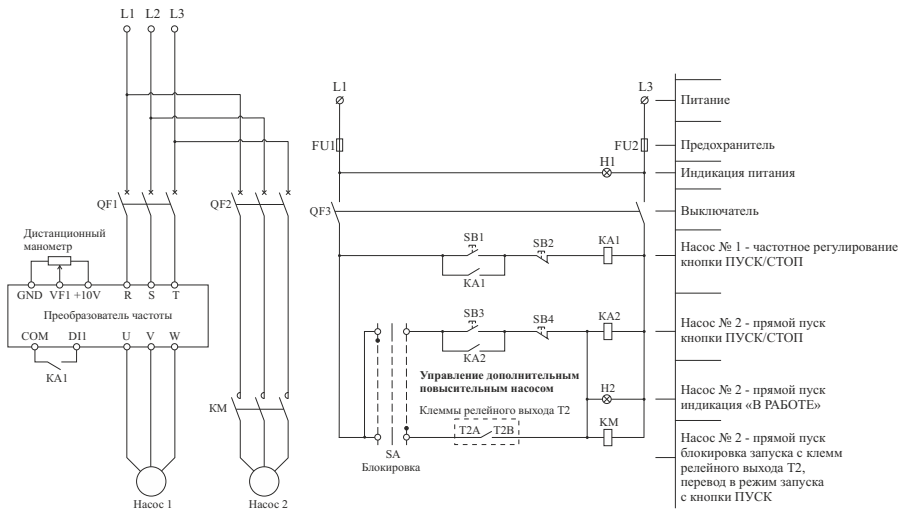 L1 L2 L3
QF1
QF2
Дистанционный
манометр
GND VF1 +10V R S T
Преобразователь частоты
COM DI1 U V W
KA1
КМ
Насос 1
Насос 2
L1 L3
FU1 FU2
H1
QF3
SB1 SB2 KA1
KA1
SB3 SB4 KA2
KA2
Управление дополнительным
повысительным насосом
H2
Клеммы релейного выхода T2
T2A T2B
КМ
SA
Блокировка
Питание
Предохранитель
Индикация питания
Выключатель
Насос № 1 - частотное регулирование
кнопки ПУСК/СТОП
Насос № 2 - прямой пуск
кнопки ПУСК/СТОП
Насос № 2 - прямой пуск
индикация «В РАБОТЕ»
Насос № 2 - прямой пуск
блокировка запуска с клемм
релейного выхода Т2,
перевод в режим запуска
с кнопки ПУСК